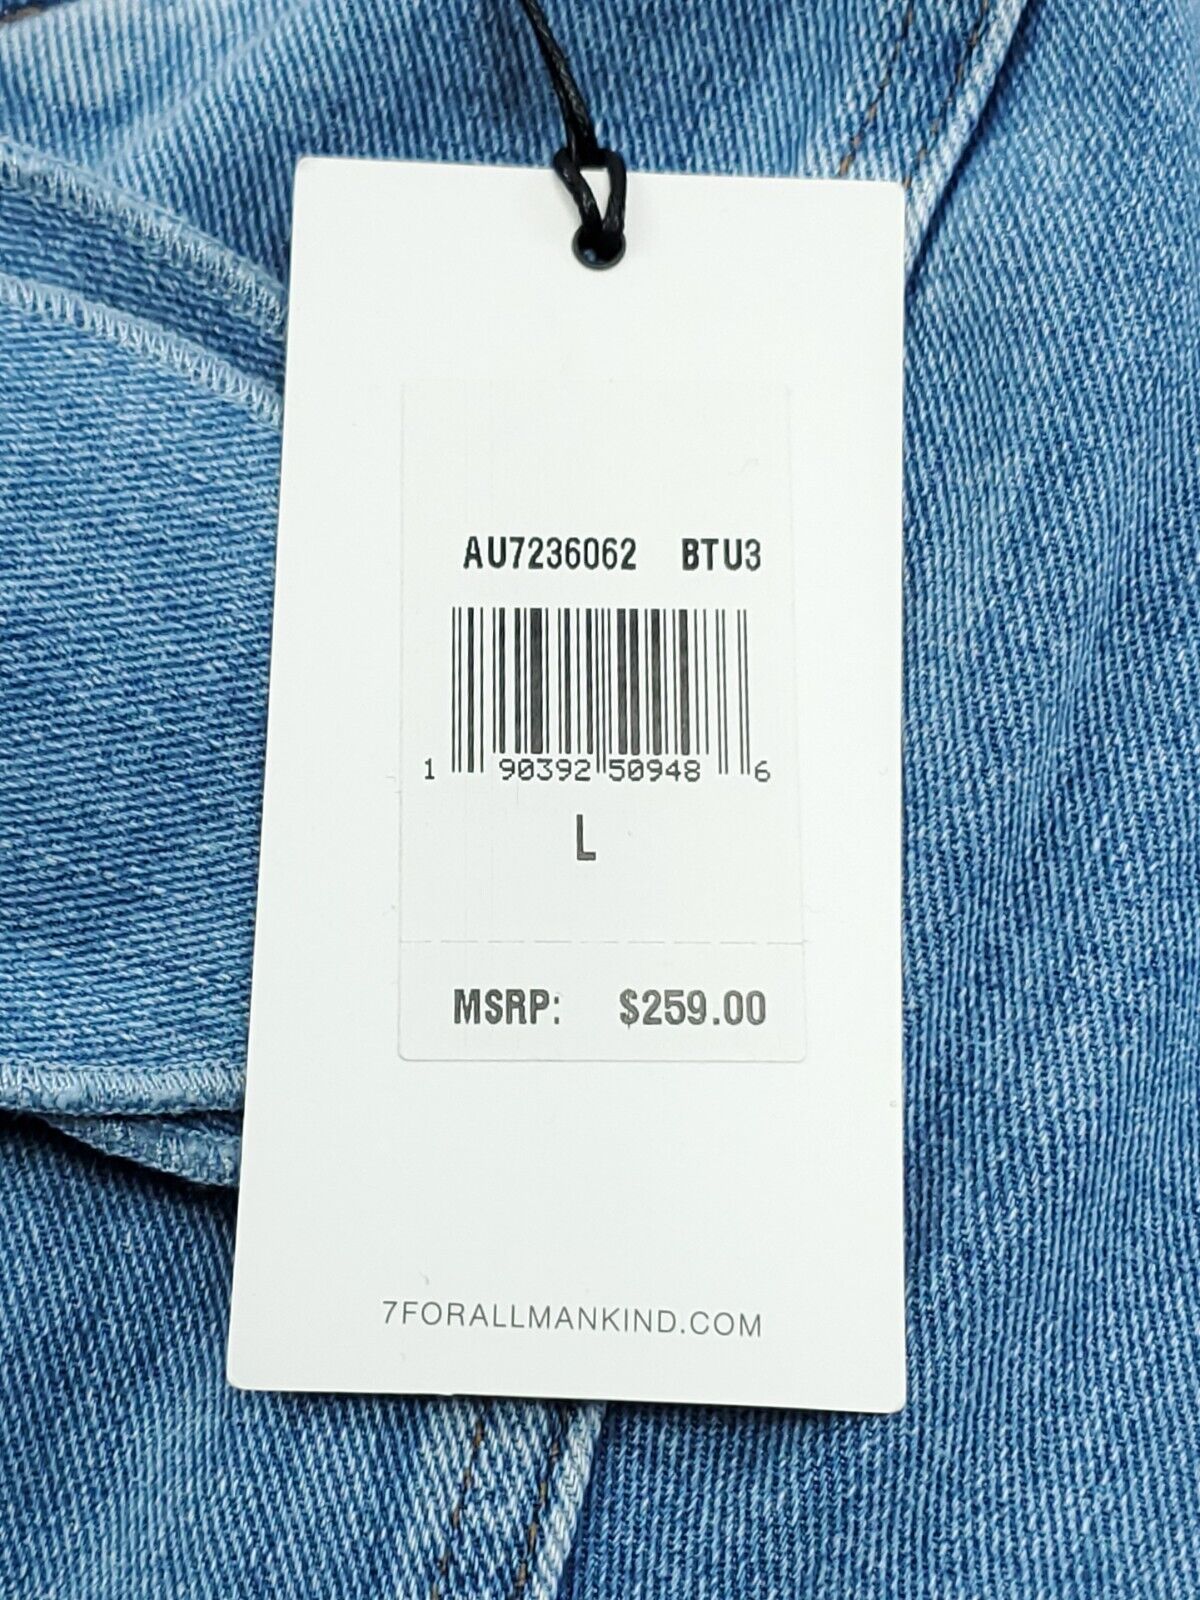 AU7236062 BTU3
1 90392 50948 6
L
MSRP: $259.00
7FORALLMANKIND.COM